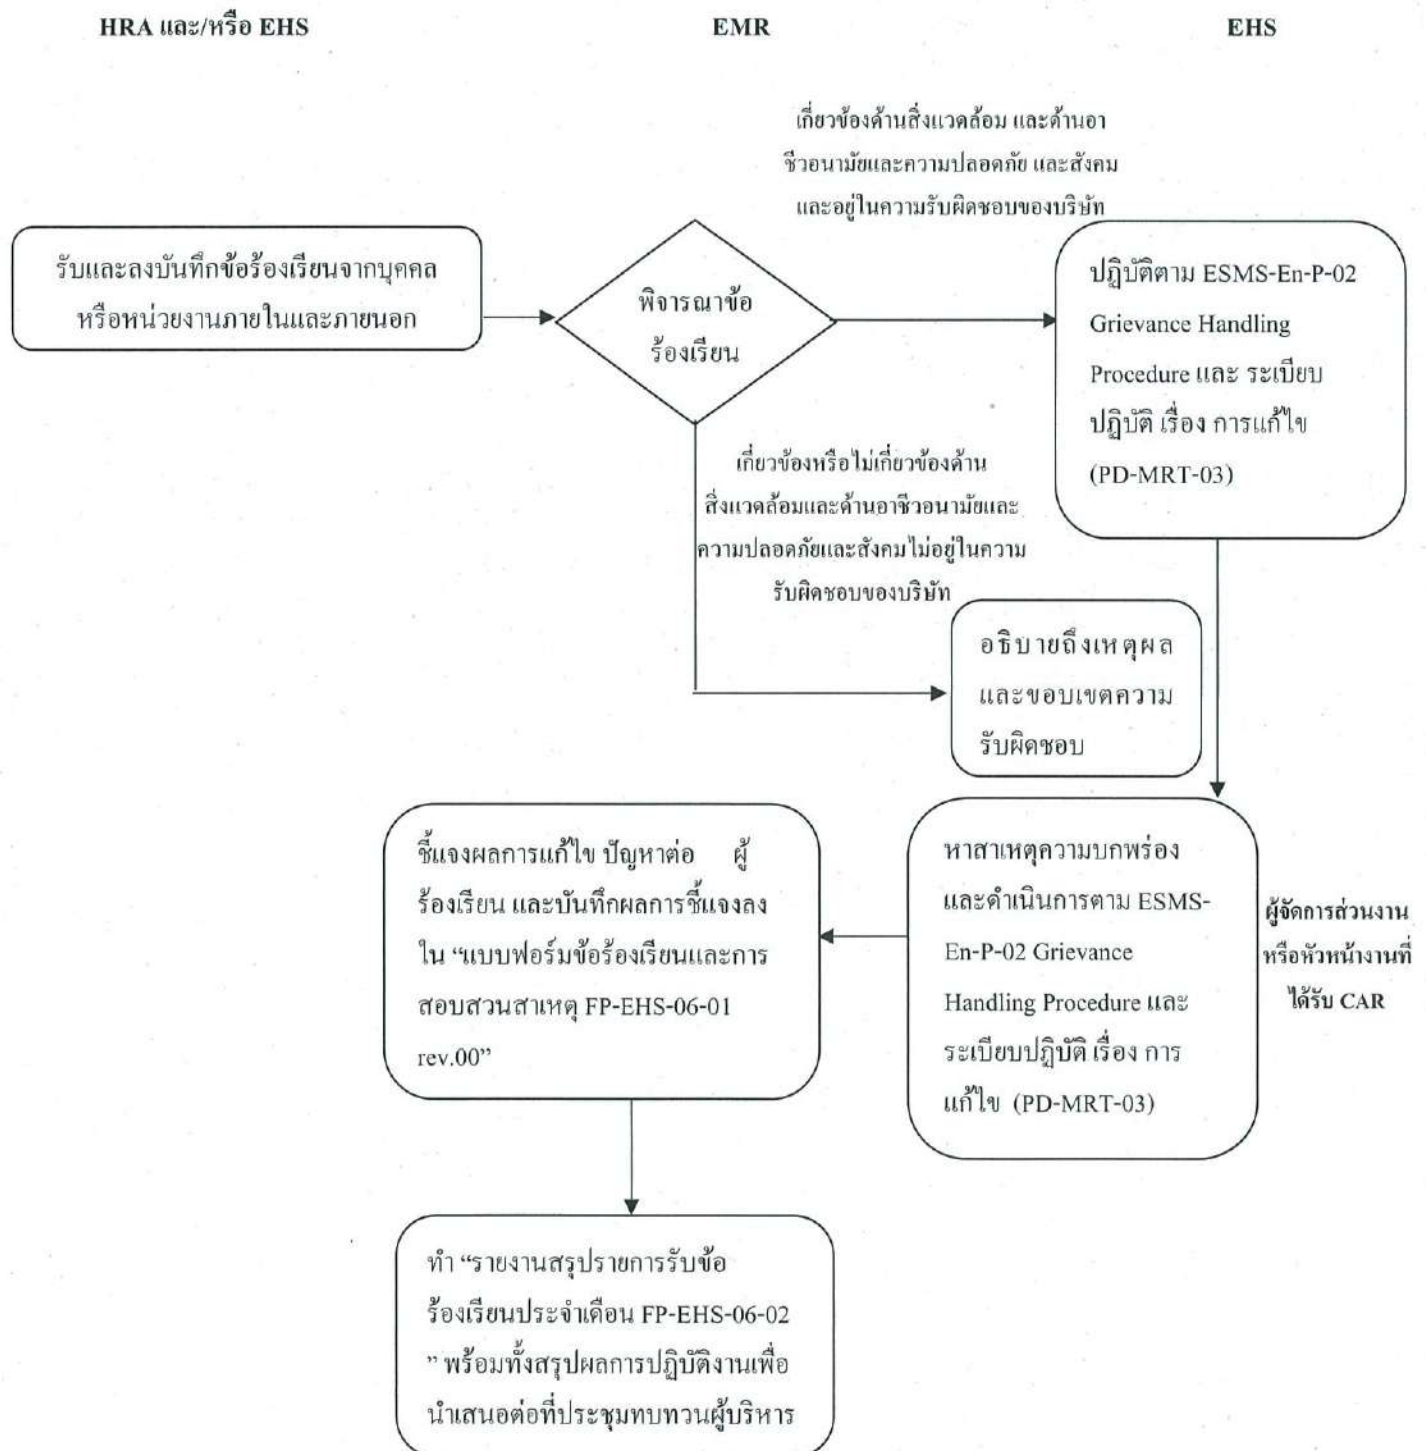 HRA และ/หรือ EHS
EMR
EHS
เกี่ยวข้องด้านสิ่งแวดล้อม และด้านอา
ชีวอนามัยและความปลอดภัย และสังคม
และอยู่ในความรับผิดชอบของบริษัท
รับและลงบันทึกข้อร้องเรียนจากบุคคล
หรือหน่วยงานภายในและภายนอก
พิจารณาข้อ
ร้องเรียน
ปฏิบัติตาม ESMS-En-P-02
Grievance Handling
Procedure และ ระเบียบ
ปฏิบัติ เรื่อง การแก้ไข
(PD-MRT-03)
เกี่ยวข้องหรือไม่เกี่ยวข้องด้าน
สิ่งแวดล้อมและด้านอาชีวอนามัยและ
ความปลอดภัยและสังคมไม่อยู่ในความ
รับผิดชอบของบริษัท
อธิบายถึงเหตุผล
และขอบเขตความ
รับผิดชอบ
ชี้แจงผลการแก้ไข ปัญหาต่อ ผู้
ร้องเรียน และบันทึกผลการชี้แจงลง
ใน “แบบฟอร์มข้อร้องเรียนและการ
สอบสวนสาเหตุ FP-EHS-06-01
rev.00”
หาสาเหตุความบกพร่อง
และดำเนินการตาม ESMS-
En-P-02 Grievance
Handling Procedure และ
ระเบียบปฏิบัติ เรื่อง การ
แก้ไข (PD-MRT-03)
ผู้จัดการส่วนงาน
หรือหัวหน้างานที่
ได้รับ CAR
ทำ “รายงานสรุปรายการรับข้อ
ร้องเรียนประจำเดือน FP-EHS-06-02
” พร้อมทั้งสรุปผลการปฏิบัติงานเพื่อ
นำเสนอต่อที่ประชุมทบทวนผู้บริหาร